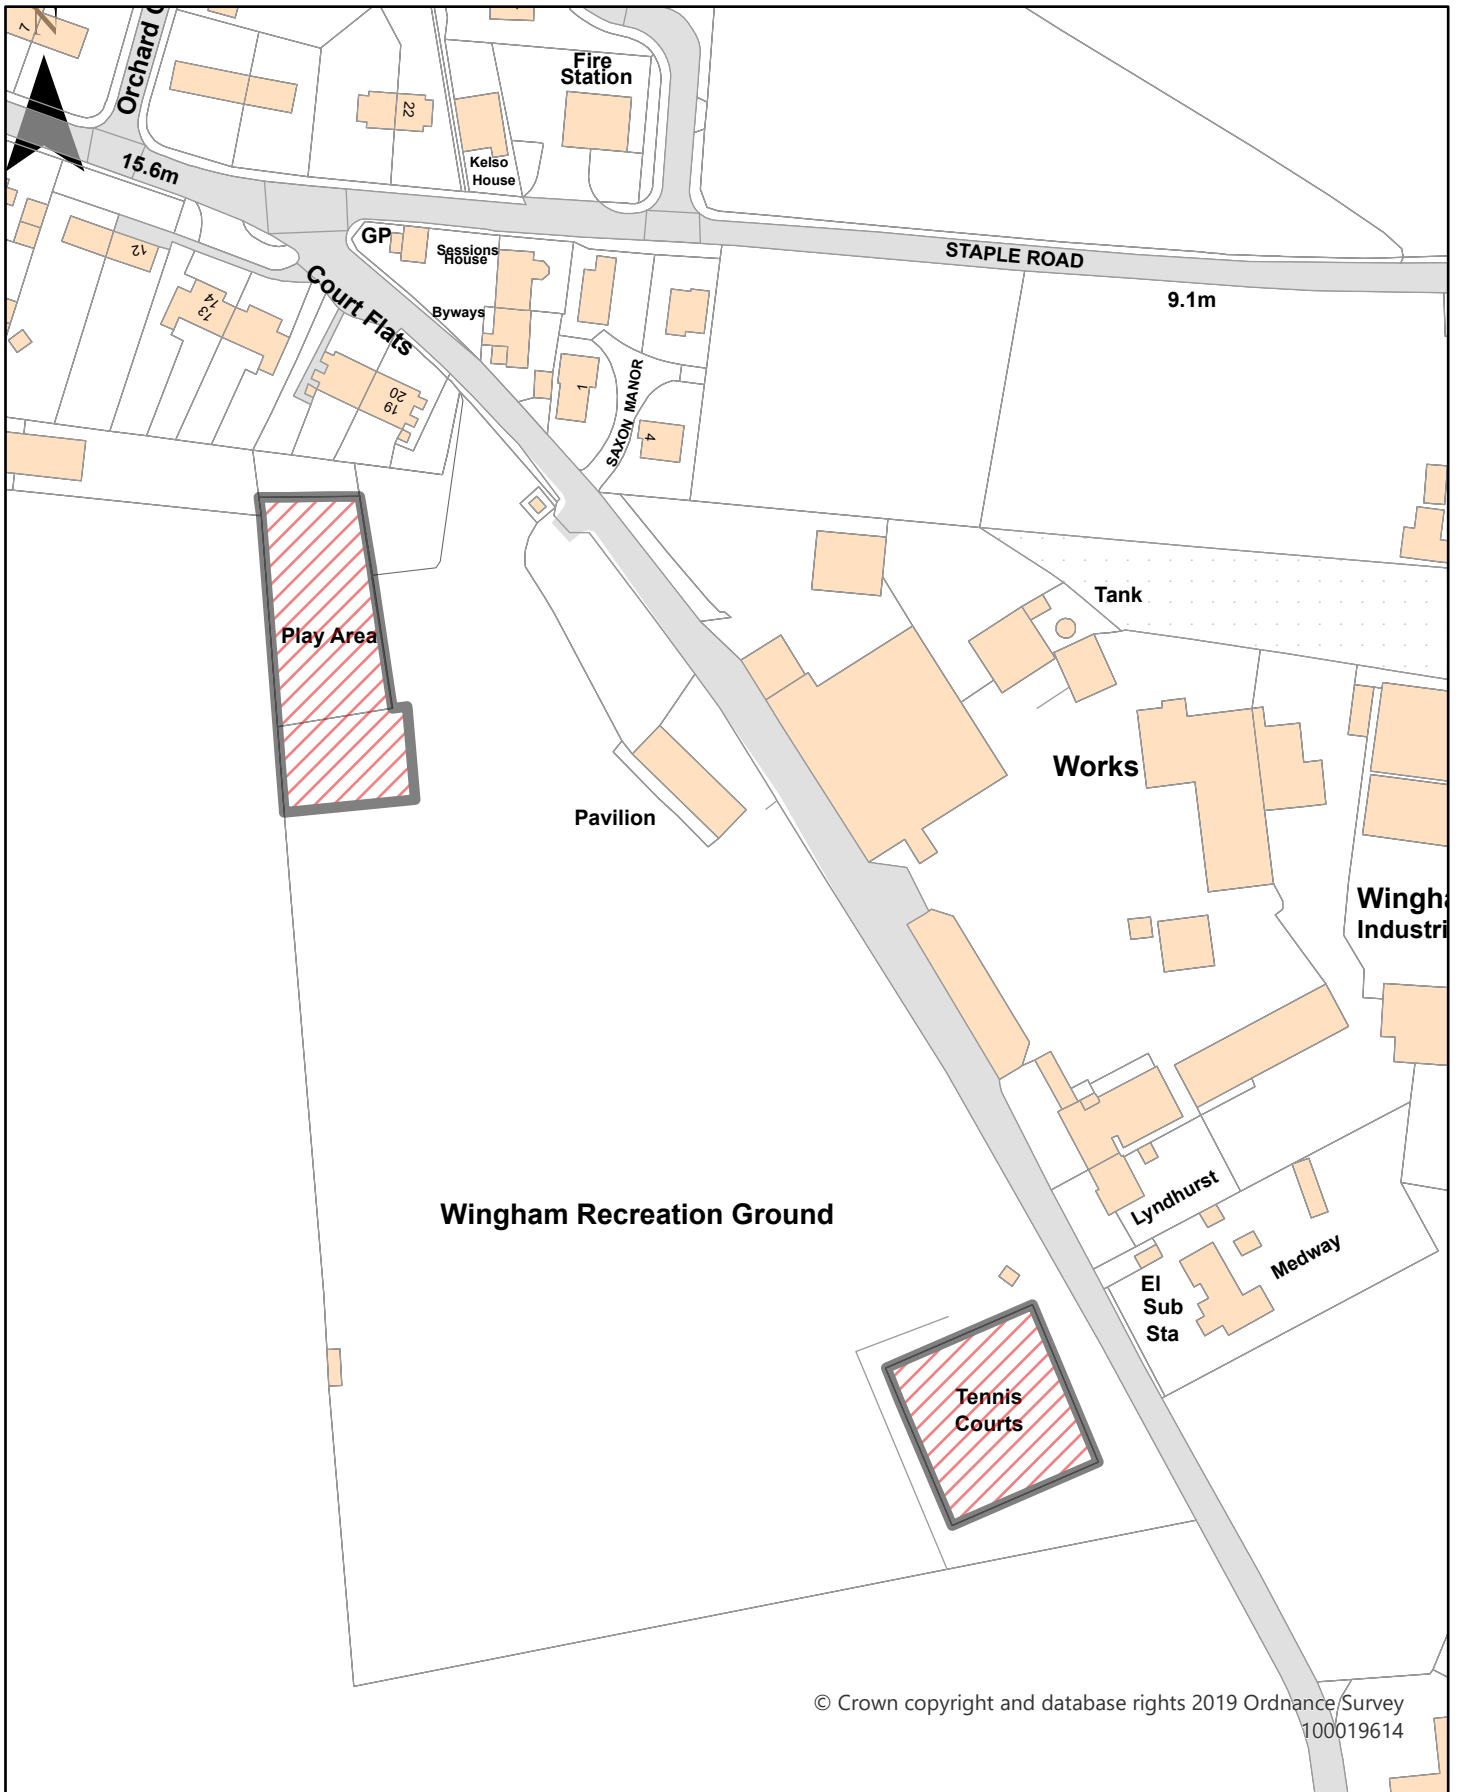 7
Orchard C
Fire
Station
22
Kelso
House
15.6m
12
GP
Sessions
House
STAPLE ROAD
9.1m
14
13
Court Flats
Byways
20
19
1
SAXON MANOR
4
Play Area
Tank
Works
Pavilion
Wingha
Industri
Wingham Recreation Ground
Lyndhurst
Medway
El
Sub
Sta
Tennis
Courts
© Crown copyright and database rights 2019 Ordnance Survey
100019614